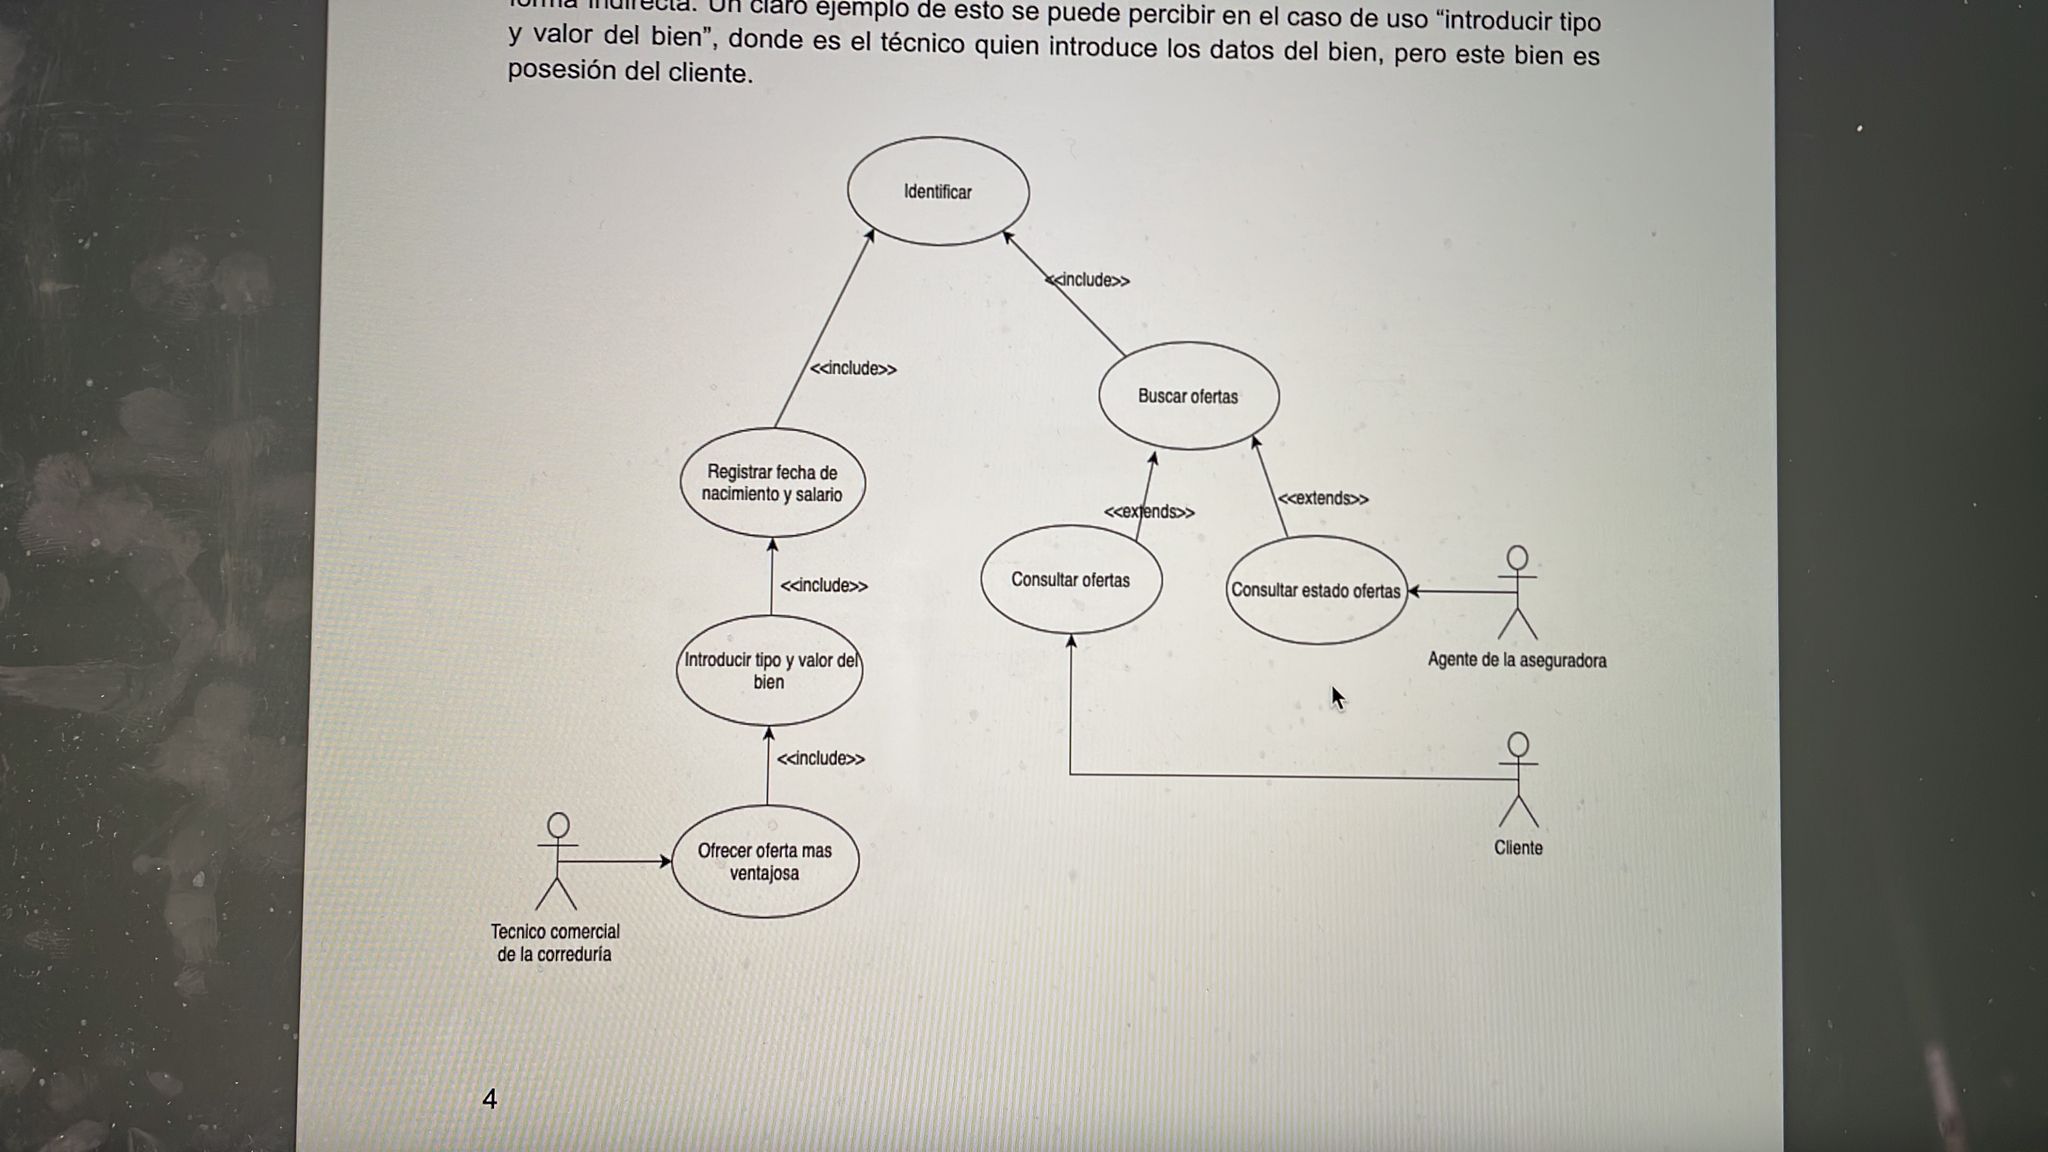 forma indirecta. Un claro ejemplo de esto se puede percibir en el caso de uso “introducir tipo
y valor del bien”, donde es el técnico quien introduce los datos del bien, pero este bien es
posesión del cliente.
Identificar
<<include>>
<<include>>
Buscar ofertas
Registrar fecha de
nacimiento y salario
<<extends>>
<<extends>>
Consultar ofertas
Consultar estado ofertas
<<include>>
Agente de la aseguradora
Introducir tipo y valor del
bien
<<include>>
Ofrecer oferta mas
ventajosa
Cliente
Tecnico comercial
de la correduría
4